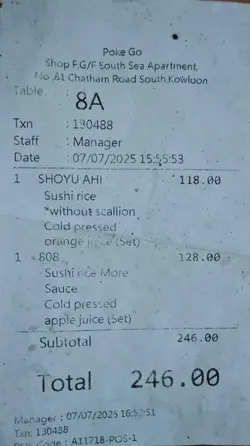 Poke Go
Shop F,G/F South Sea Apartment,
No.81 Chatham Road South,Kowloon
Table :
8A
Txn : 130488
Staff : Manager
Date : 07/07/2025 15:55:53
1 SHOYU AHI 118.00
Sushi rice
*without scallion
Cold pressed
orange juice (Set)
1 808 128.00
Sushi rice More
Sauce
Cold pressed
apple juice (Set)
Subtotal 246.00
Total 246.00
Manager : 07/07/2025
Txn: 130488
Code : A11718-POS-1